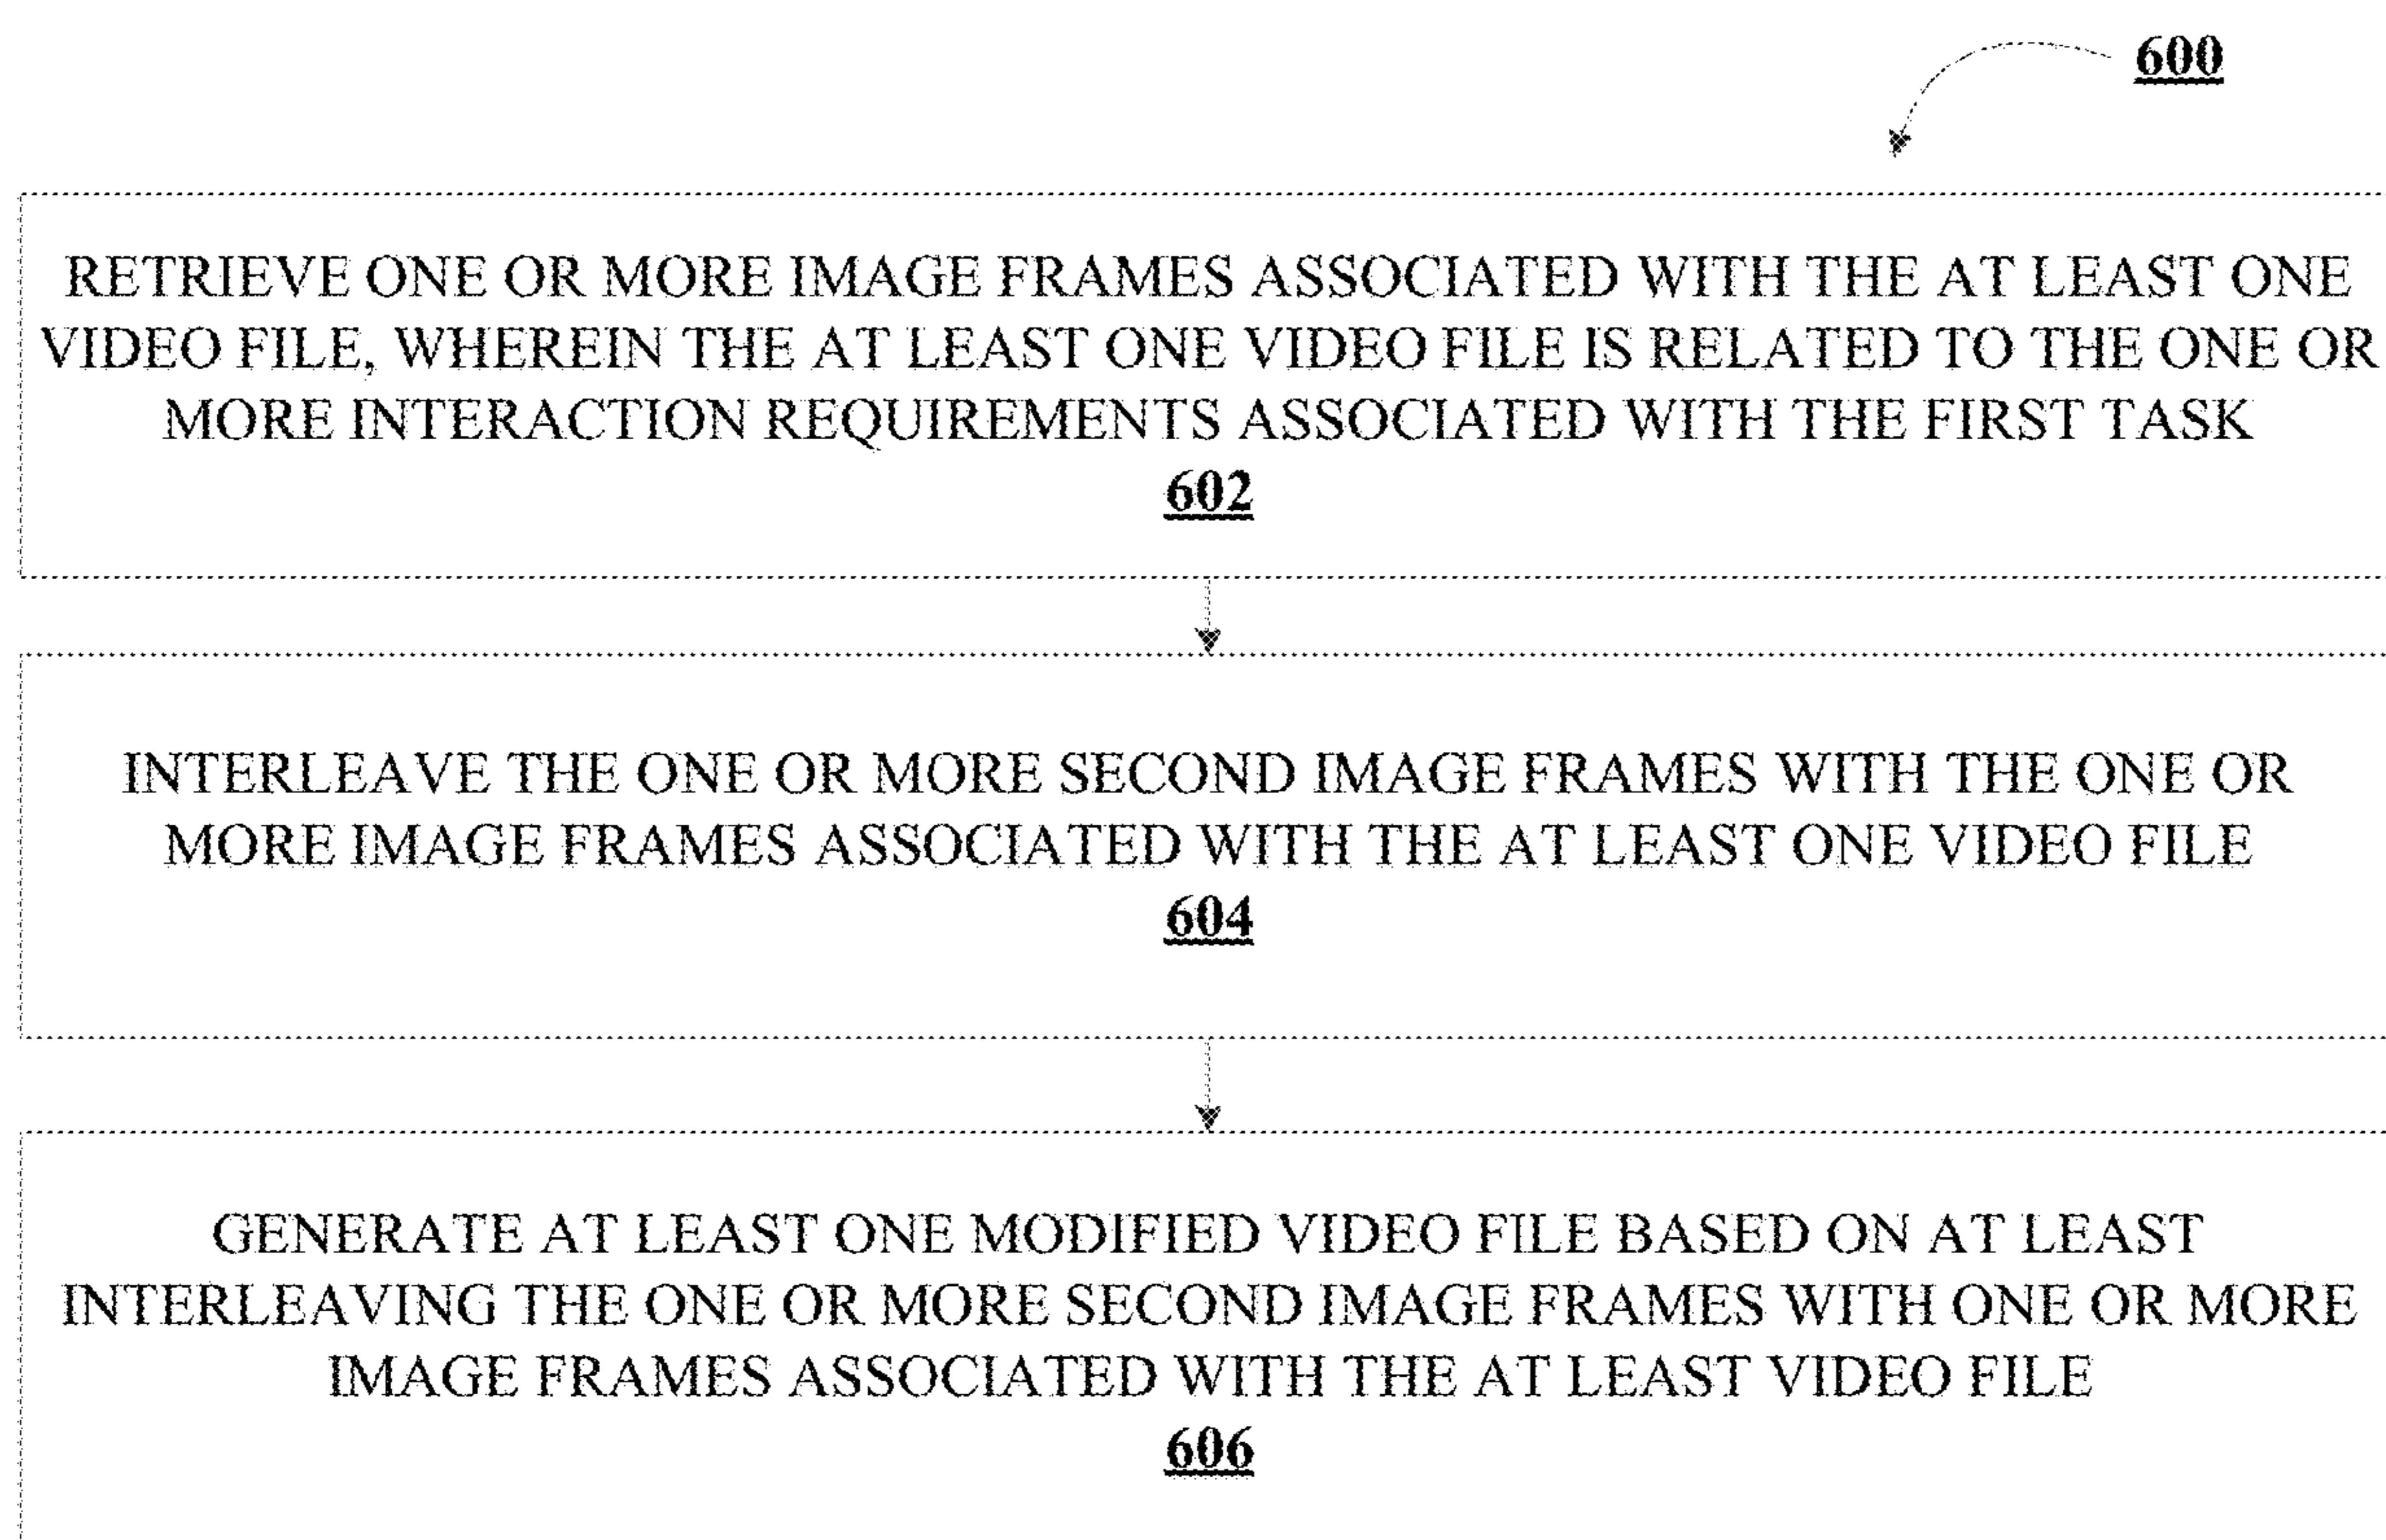 600
RETRIEVE ONE OR MORE IMAGE FRAMES ASSOCIATED WITH THE AT LEAST ONE
VIDEO FILE, WHEREIN THE AT LEAST ONE VIDEO FILE IS RELATED TO THE ONE OR
MORE INTERACTION REQUIREMENTS ASSOCIATED WITH THE FIRST TASK
602
INTERLEAVE THE ONE OR MORE SECOND IMAGE FRAMES WITH THE ONE OR
MORE IMAGE FRAMES ASSOCIATED WITH THE AT LEAST ONE VIDEO FILE
604
GENERATE AT LEAST ONE MODIFIED VIDEO FILE BASED ON AT LEAST
INTERLEAVING THE ONE OR MORE SECOND IMAGE FRAMES WITH ONE OR MORE
IMAGE FRAMES ASSOCIATED WITH THE AT LEAST VIDEO FILE
606